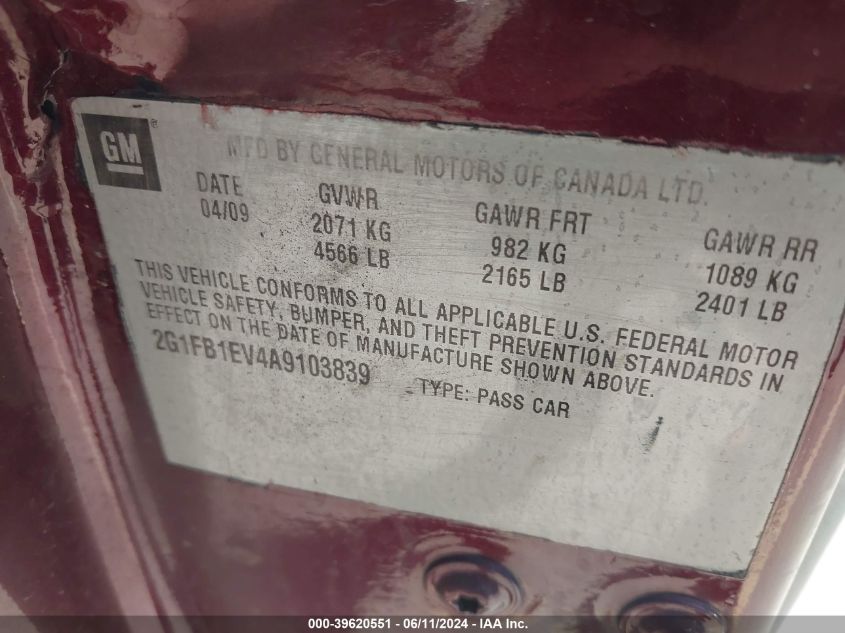 GM®
MFD BY GENERAL MOTORS OF CANADA LTD.
DATE GVWR GAWR FRT GAWR RR
04/09 2071 KG 982 KG 1089 KG
4566 LB 2165 LB 2401 LB
THIS VEHICLE CONFORMS TO ALL APPLICABLE U.S. FEDERAL MOTOR
VEHICLE SAFETY, BUMPER, AND THEFT PREVENTION STANDARDS IN
EFFECT ON THE DATE OF MANUFACTURE SHOWN ABOVE.
2G1FB1EV4A9103839 TYPE: PASS CAR
000-39620551 - 06/11/2024 - IAA Inc.